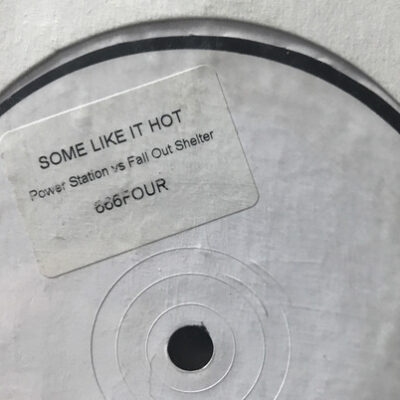 SOME LIKE IT HOT
Power Station vs Fall Out Shelter
666FOUR